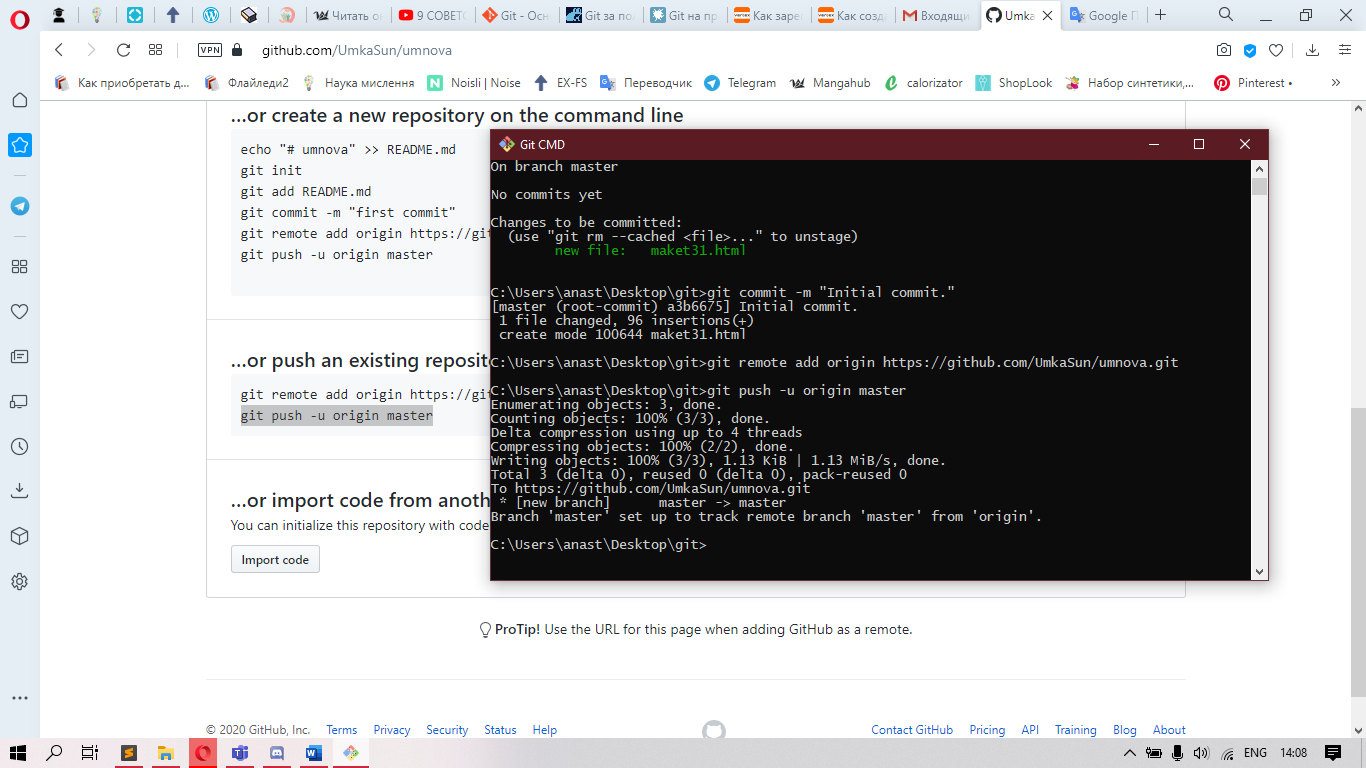 Читать о
9 СОВЕТО
Git - Осно
Git за по
Git на пр
Как заре
Как созда
Входящи
Umka
Google П
VPN
github.com/UmkaSun/umnova
Как приобретать д...
Флайледи2
Наука мислення
Noisli | Noise
EX-FS
Переводчик
Telegram
Mangahub
calorizator
ShopLook
Набор синтетики,...
Pinterest •
»
...or create a new repository on the command line
echo "# umnova" >> README.md
git init
git add README.md
git commit -m "first commit"
git remote add origin https://git
git push -u origin master
...or push an existing reposit
git remote add origin https://git
git push -u origin master
...or import code from anoth
You can initialize this repository with code
Import code
Git CMD
On branch master
No commits yet
Changes to be committed:
(use "git rm --cached <file>..." to unstage)
new file:   maket31.html
C:\Users\anast\Desktop\git>git commit -m "Initial commit."
[master (root-commit) a3b6675] Initial commit.
1 file changed, 96 insertions(+)
create mode 100644 maket31.html
C:\Users\anast\Desktop\git>git remote add origin https://github.com/UmkaSun/umnova.git
C:\Users\anast\Desktop\git>git push -u origin master
Enumerating objects: 3, done.
Counting objects: 100% (3/3), done.
Delta compression using up to 4 threads
Compressing objects: 100% (2/2), done.
Writing objects: 100% (3/3), 1.13 KiB | 1.13 MiB/s, done.
Total 3 (delta 0), reused 0 (delta 0), pack-reused 0
To https://github.com/UmkaSun/umnova.git
* [new branch]      master -> master
Branch 'master' set up to track remote branch 'master' from 'origin'.
C:\Users\anast\Desktop\git>
ProTip! Use the URL for this page when adding GitHub as a remote.
© 2020 GitHub, Inc.
Terms
Privacy
Security
Status
Help
Contact GitHub
Pricing
API
Training
Blog
About
ENG
14:08